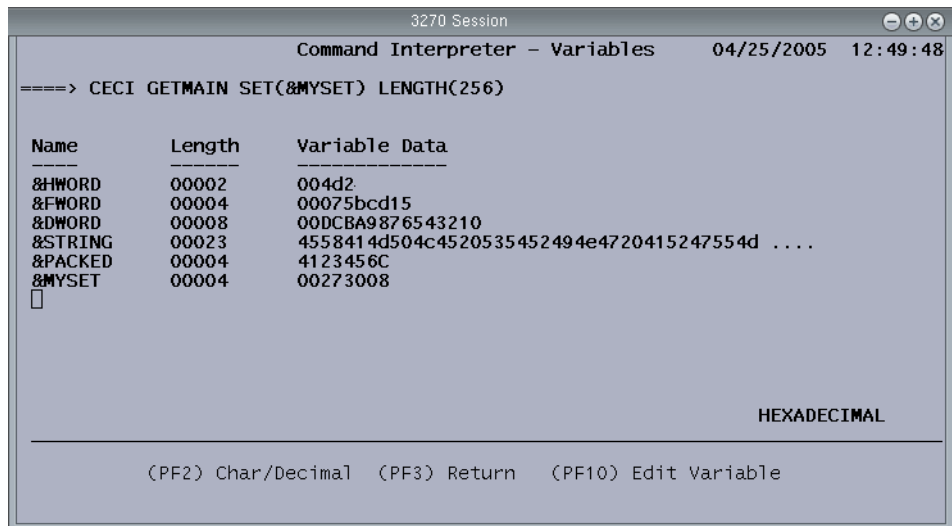 3270 Session
Command Interpreter – Variables 04/25/2005 12:49:48
====> CECI GETMAIN SET(&MYSET) LENGTH(256)
Name Length Variable Data
---- ------ -------------
&HWORD 00002 004d2
&FWORD 00004 00075bcd15
&DWORD 00008 00DCBA9876543210
&STRING 00023 4558414d504c4520535452494e4720415247554d ....
&PACKED 00004 4123456C
&MYSET 00004 00273008
HEXADECIMAL
(PF2) Char/Decimal (PF3) Return (PF10) Edit Variable